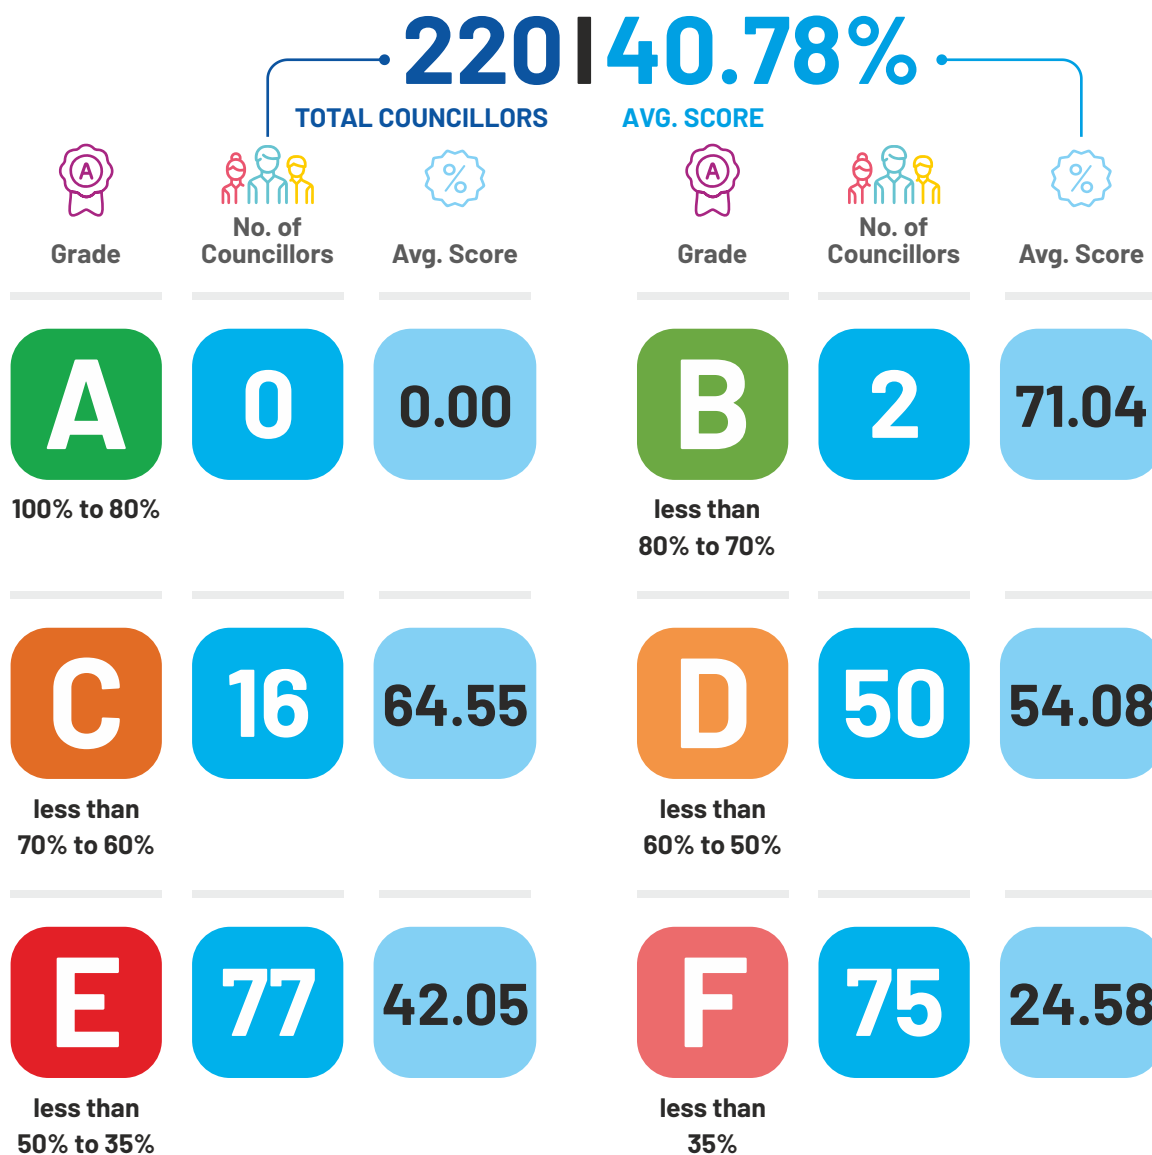 220|40.78%
TOTAL COUNCILLORS AVG. SCORE
A % A %
Grade No. of Councillors Avg. Score Grade No. of Councillors Avg. Score
A 0 0.00 B 2 71.04
100% to 80% less than
80% to 70%
C 16 64.55 D 50 54.08
less than less than
70% to 60% 60% to 50%
E 77 42.05 F 75 24.58
less than less than
50% to 35% 35%